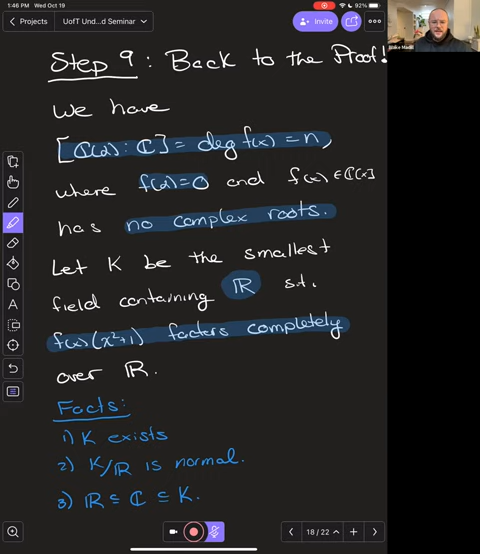 1:46 PM Wed Oct 19
92%
Projects
UofT Und... d Seminar
Invite
Blake Madill
Step 9: Back to the Proof!
We have
[ℂ(α) : ℂ] = deg f(x) = n,
where f(α)=0 and f(x) ∈ ℂ[x]
has no complex roots.
Let K be the smallest
field containing ℝ s.t.
f(x)(x²+1) factors completely
over ℝ.
Facts:
1) K exists
2) K/ℝ is normal.
3) ℝ ⊆ ℂ ⊆ K.
A
18/22